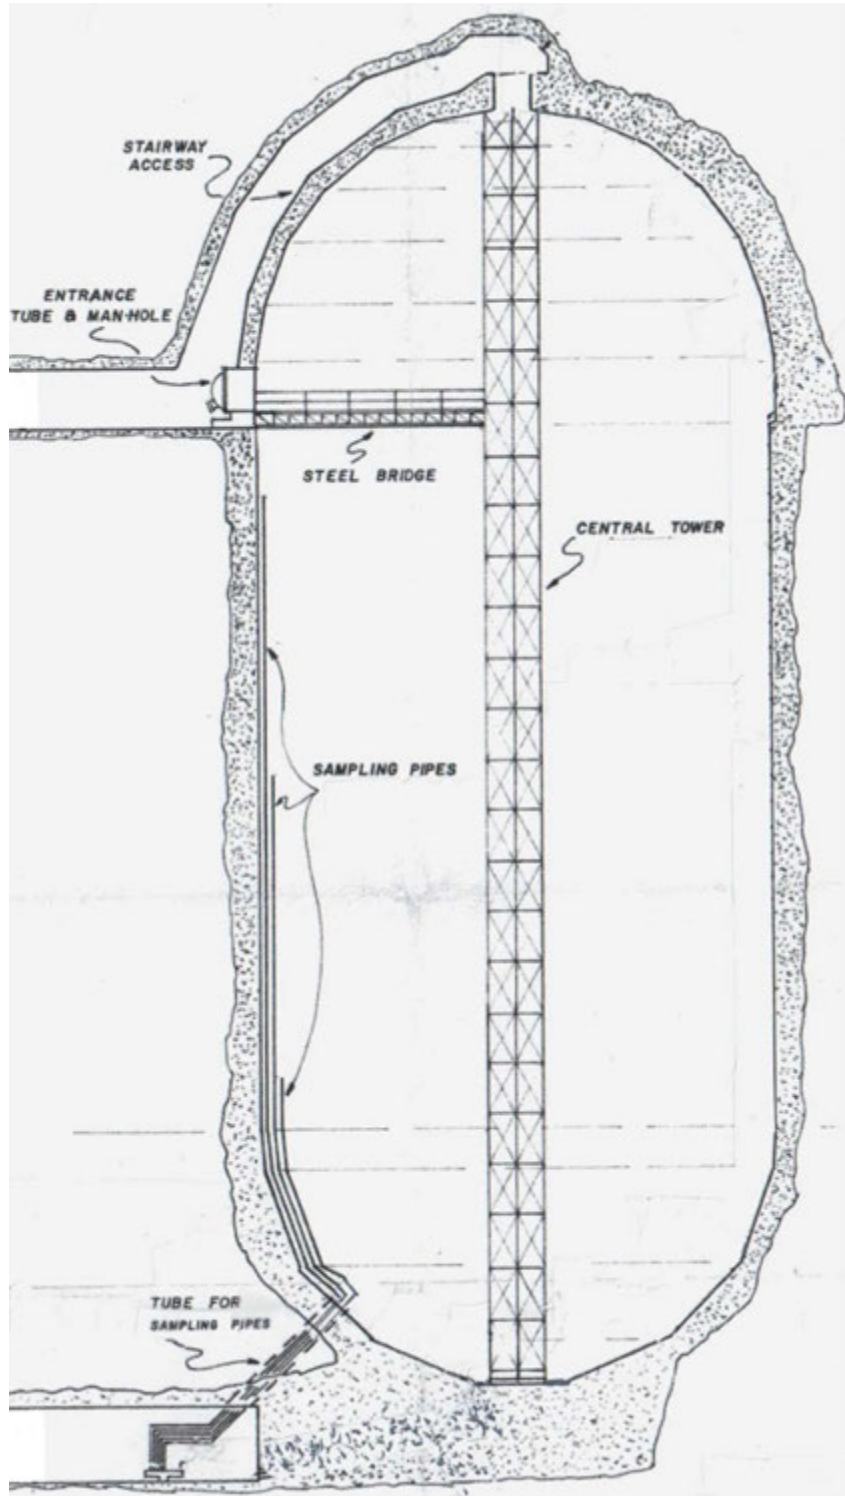 STAIRWAY
ACCESS
ENTRANCE
TUBE & MAN-HOLE
STEEL BRIDGE
CENTRAL TOWER
SAMPLING PIPES
TUBE FOR
SAMPLING PIPES